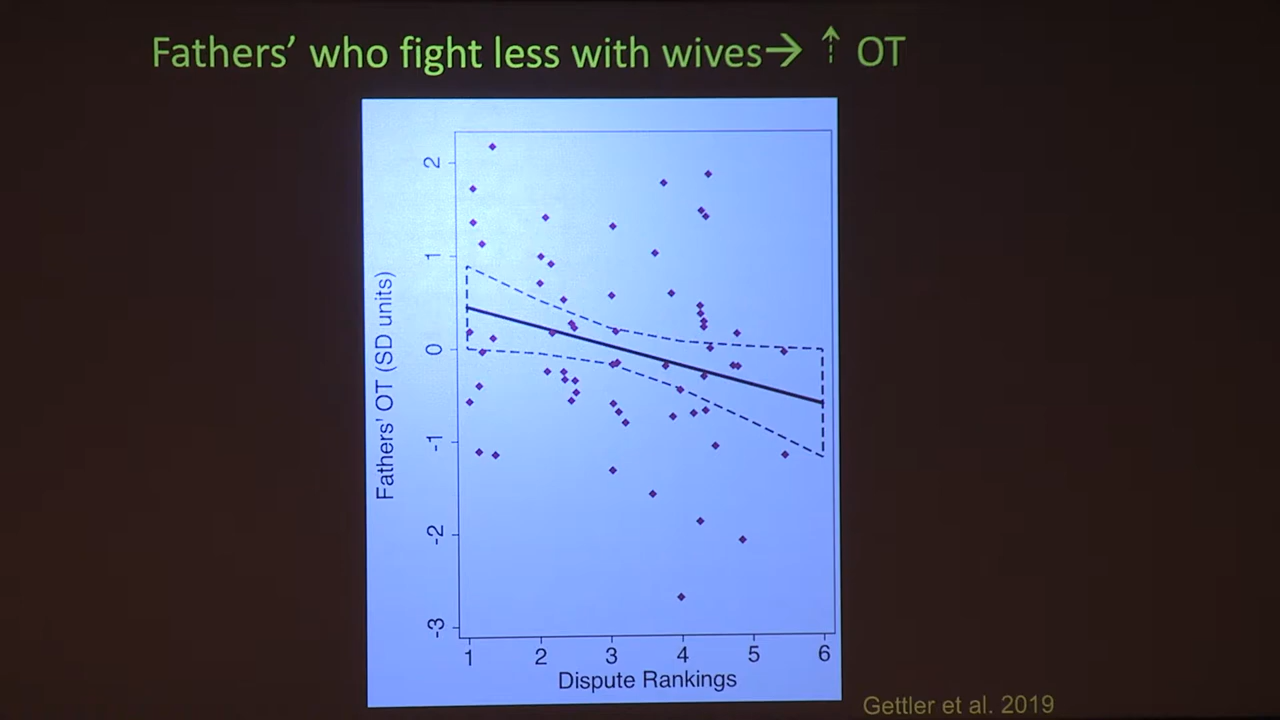 Fathers’ who fight less with wives→ ↑ OT
2
1
0
-1
-2
-3
Fathers' OT (SD units)
1 2 3 4 5 6
Dispute Rankings
Gettler et al. 2019